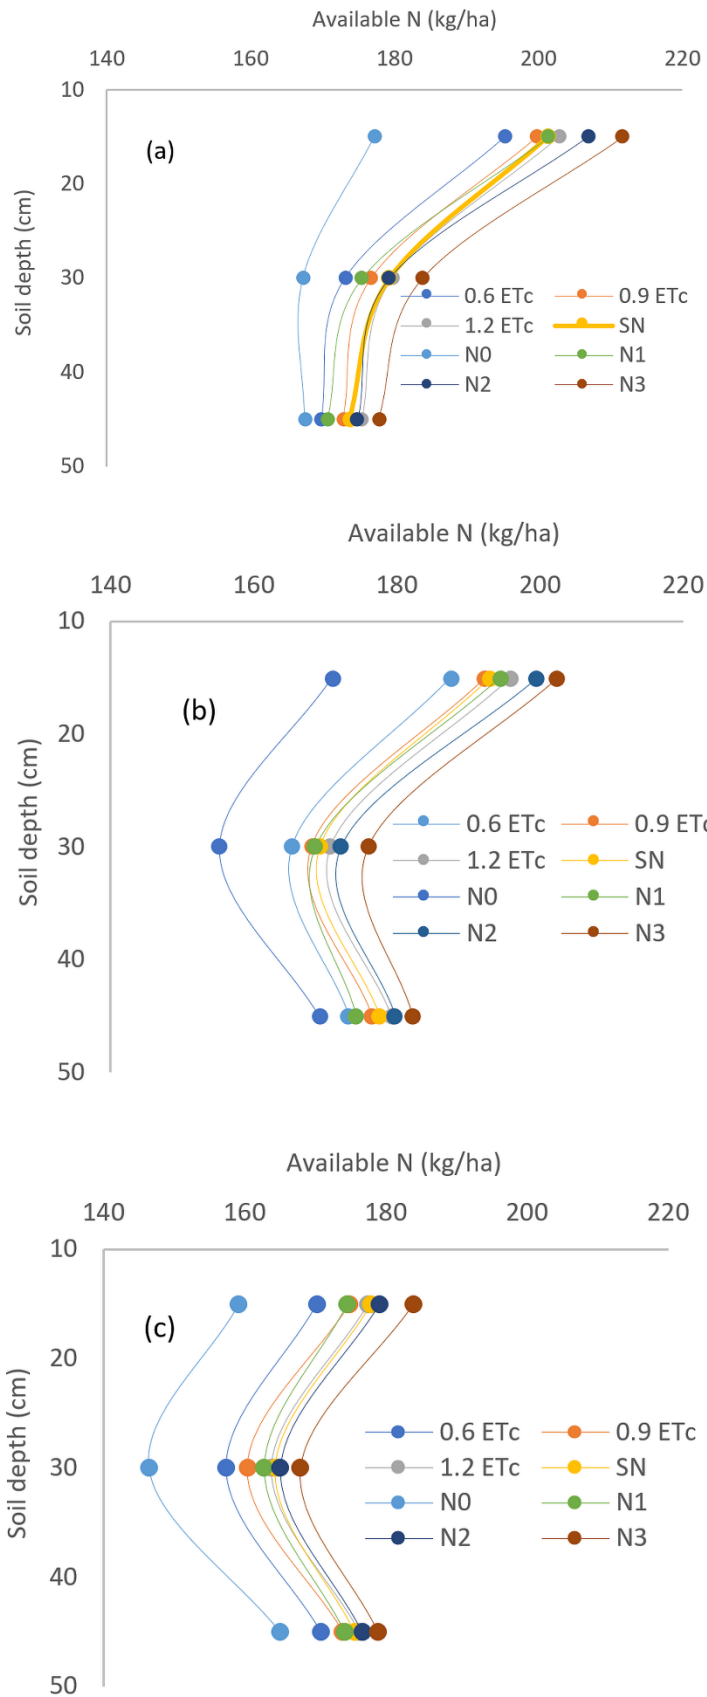 Available N (kg/ha)
140 160 180 200 220
10
(a)
20
Soil depth (cm)
30
0.6 ETc 0.9 ETc
1.2 ETc SN
N0 N1
40
N2 N3
50
Available N (kg/ha)
140 160 180 200 220
10
(b)
20
Soil depth (cm)
0.6 ETc 0.9 ETc
30
1.2 ETc SN
N0 N1
N2 N3
40
50
Available N (kg/ha)
140 160 180 200 220
10
(c)
20
Soil depth (cm)
0.6 ETc 0.9 ETc
30
1.2 ETc SN
N0 N1
N2 N3
40
50